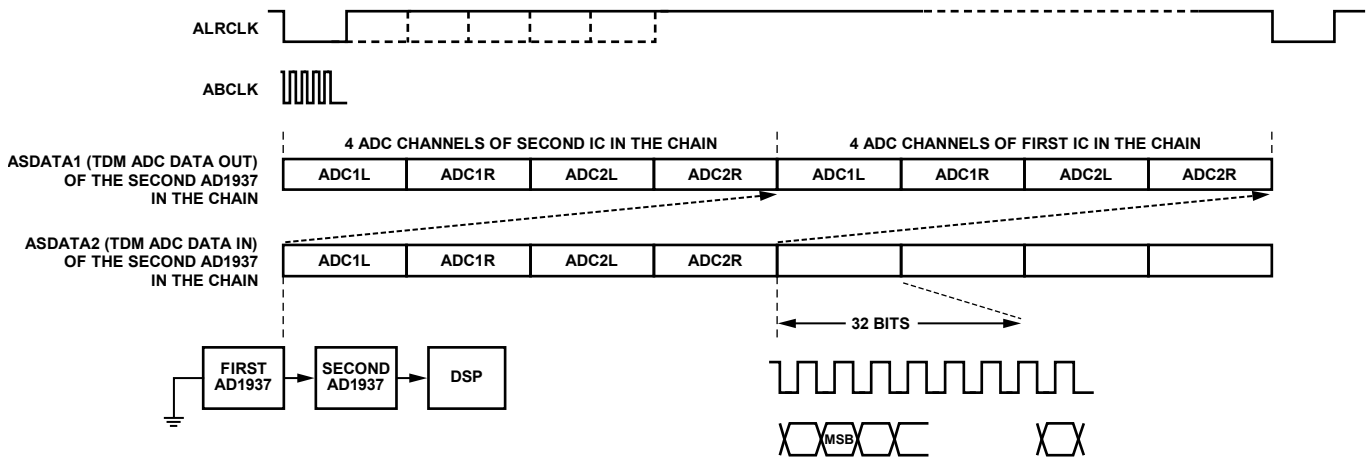 ALRCLK
ABCLK
4 ADC CHANNELS OF SECOND IC IN THE CHAIN
4 ADC CHANNELS OF FIRST IC IN THE CHAIN
ASDATA1 (TDM ADC DATA OUT)
OF THE SECOND AD1937
IN THE CHAIN
ADC1L
ADC1R
ADC2L
ADC2R
ADC1L
ADC1R
ADC2L
ADC2R
ASDATA2 (TDM ADC DATA IN)
OF THE SECOND AD1937
IN THE CHAIN
ADC1L
ADC1R
ADC2L
ADC2R
32 BITS
FIRST
AD1937
SECOND
AD1937
DSP
MSB